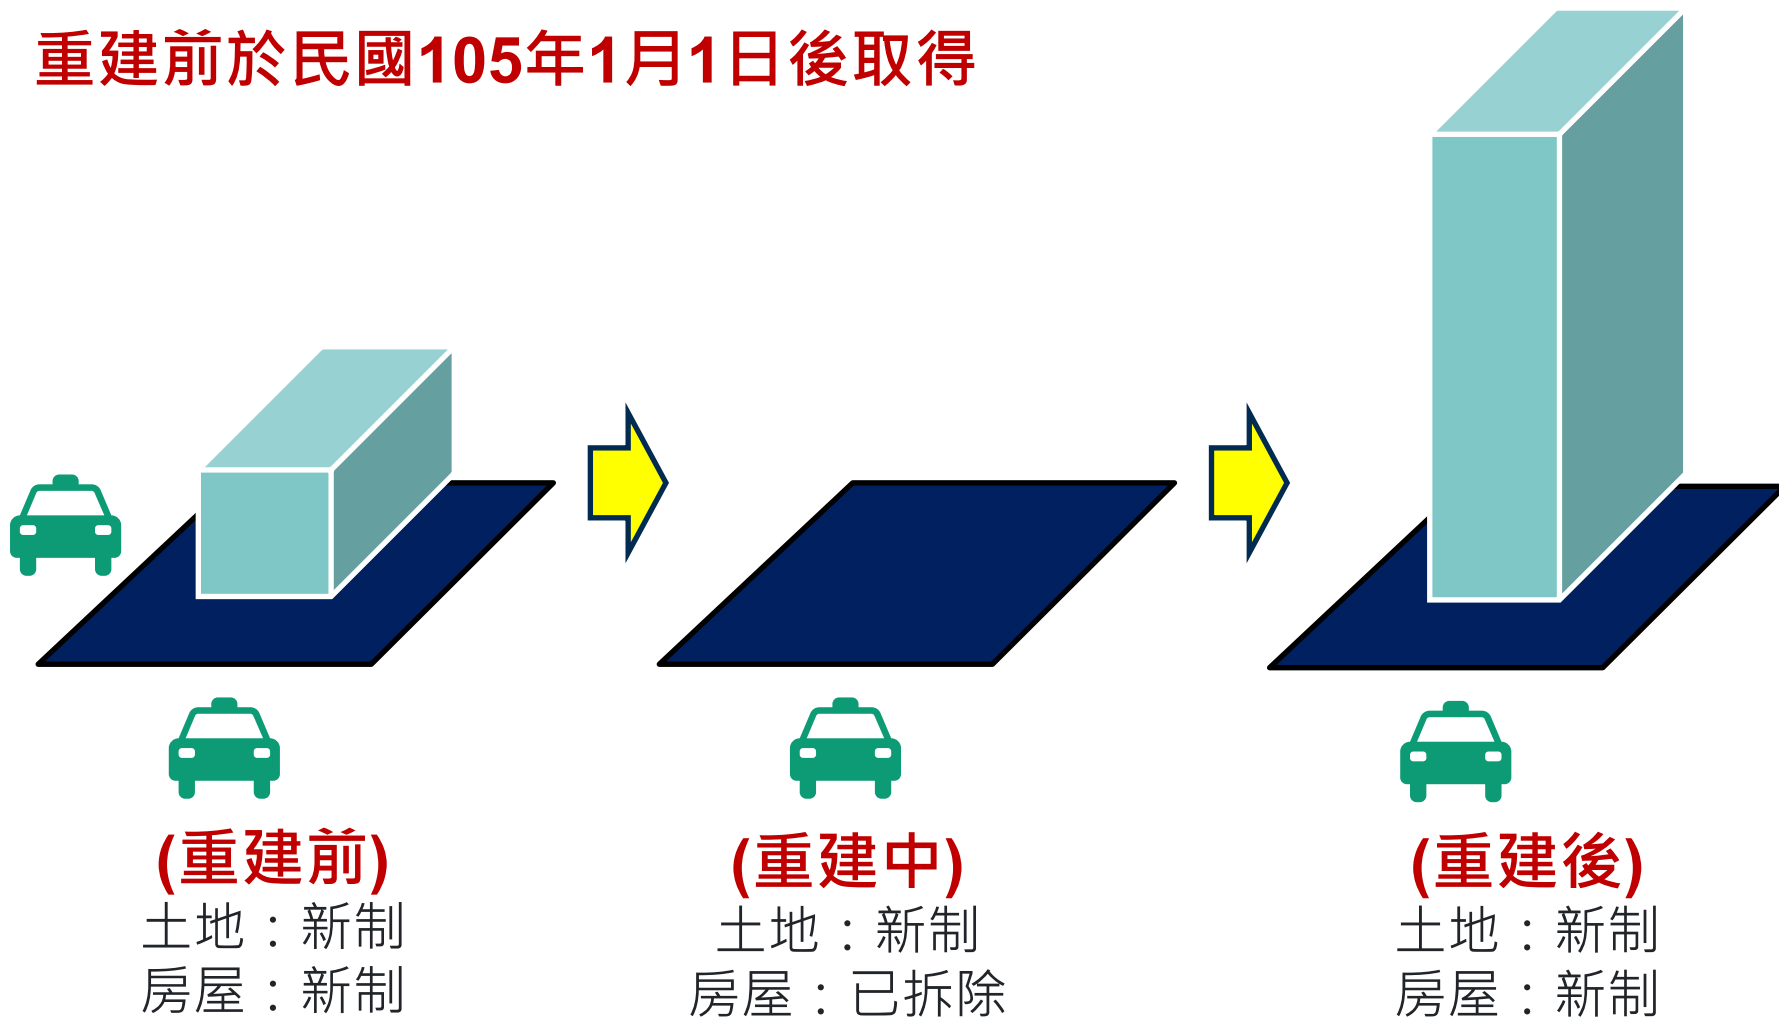 重建前於民國105年1月1日後取得
(重建前)
土地：新制
房屋：新制
(重建中)
土地：新制
房屋：已拆除
(重建後)
土地：新制
房屋：新制